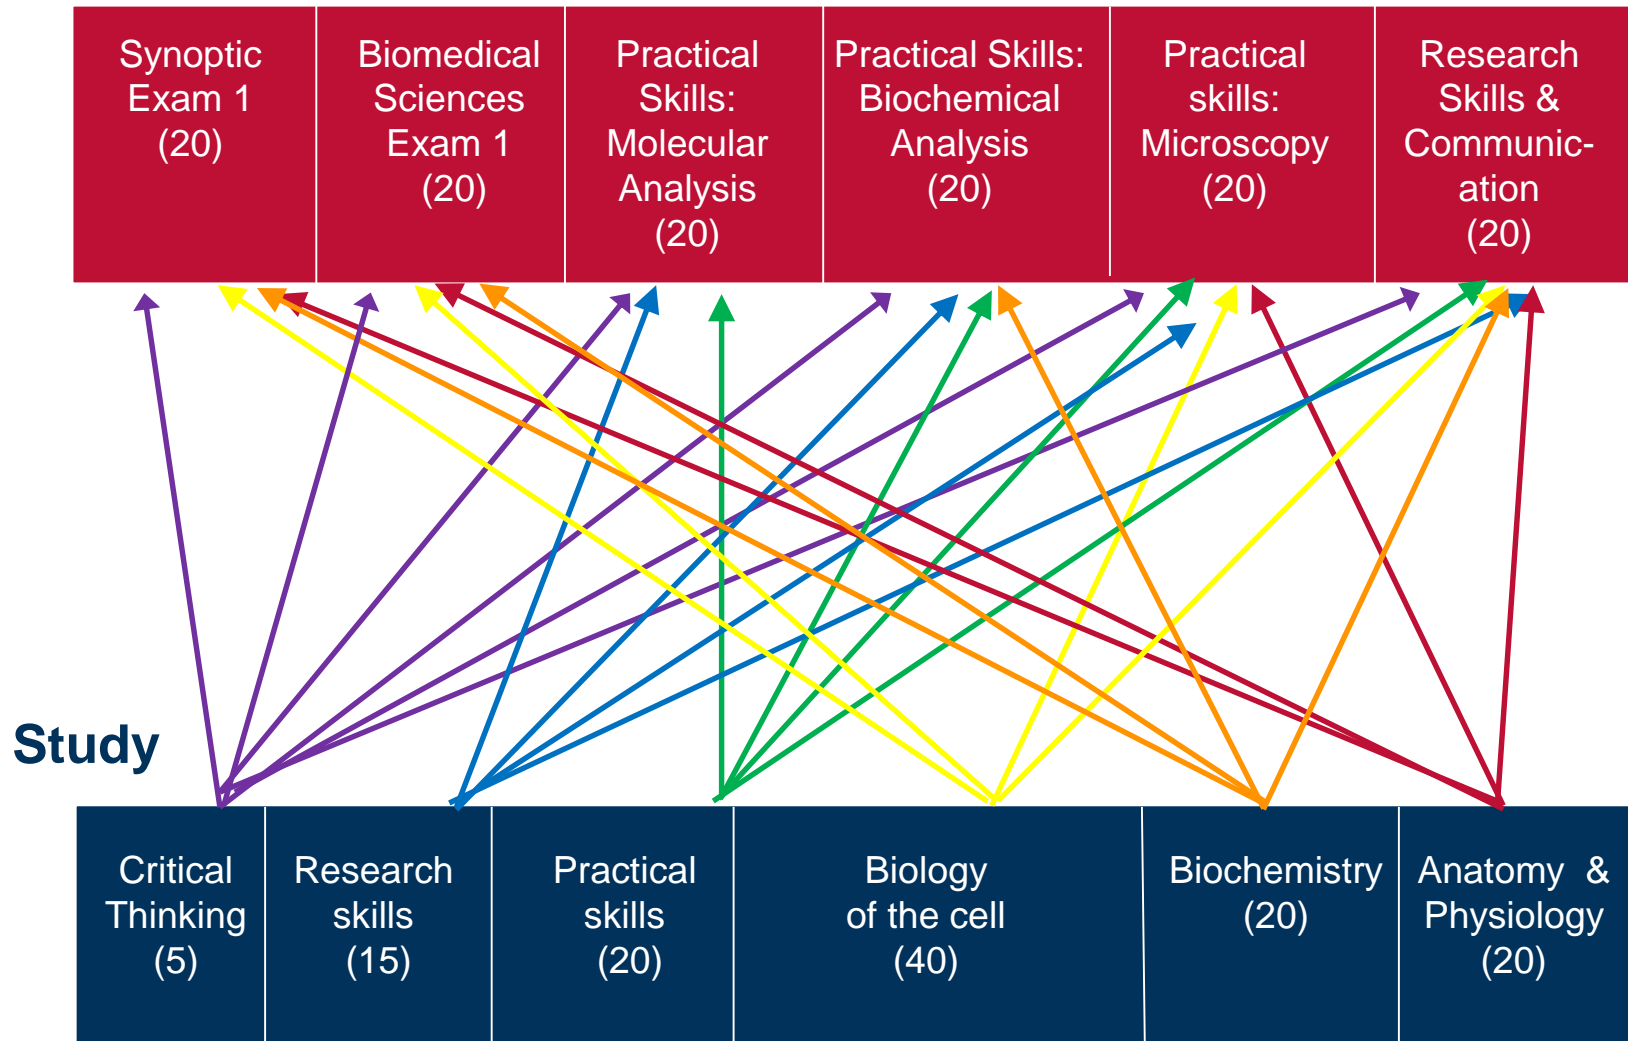 Synoptic
Exam 1
(20)
Biomedical
Sciences
Exam 1
(20)
Practical
Skills:
Molecular
Analysis
(20)
Practical Skills:
Biochemical
Analysis
(20)
Practical
skills:
Microscopy
(20)
Research
Skills &
Communic-
ation
(20)
Study
Critical
Thinking
(5)
Research
skills
(15)
Practical
skills
(20)
Biology
of the cell
(40)
Biochemistry
(20)
Anatomy &
Physiology
(20)